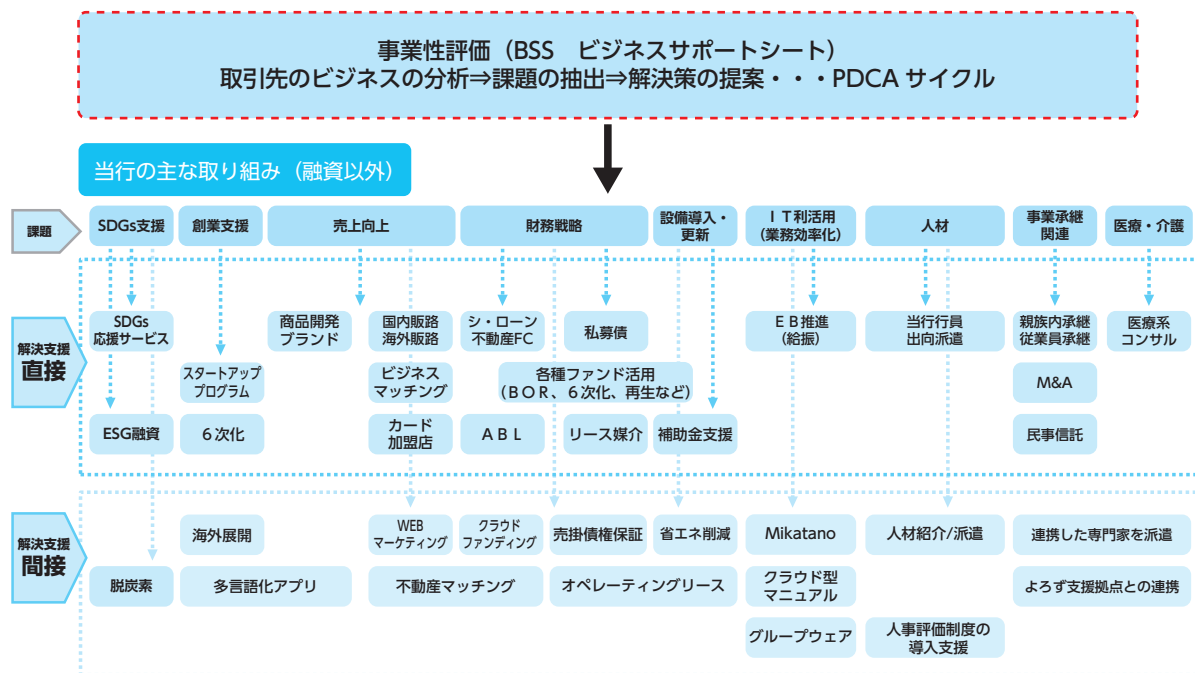 事業性評価（BSS　ビジネスサポートシート）
取引先のビジネスの分析⇒課題の抽出⇒解決策の提案・・・PDCA サイクル
当行の主な取り組み（融資以外）
課題
SDGs支援
創業支援
売上向上
財務戦略
設備導入・
更新
ＩＴ利活用
（業務効率化）
人材
事業承継
関連
医療・介護
解決支援
直接
SDGs
応援サービス
商品開発
ブランド
国内販路
海外販路
シ・ローン
不動産FC
私募債
ＥＢ推進
（給振）
当行行員
出向派遣
親族内承継
従業員承継
医療系
コンサル
スタートアップ
プログラム
ビジネス
マッチング
各種ファンド活用
（ＢＯＲ、６次化、再生など）
M&A
ESG融資
６次化
カード
加盟店
ＡＢＬ
リース媒介
補助金支援
民事信託
解決支援
間接
海外展開
WEB
マーケティング
クラウド
ファンディング
売掛債権保証
省エネ削減
Mikatano
人材紹介/派遣
連携した専門家を派遣
脱炭素
多言語化アプリ
不動産マッチング
オペレーティングリース
クラウド型
マニュアル
よろず支援拠点との連携
グループウェア
人事評価制度の
導入支援